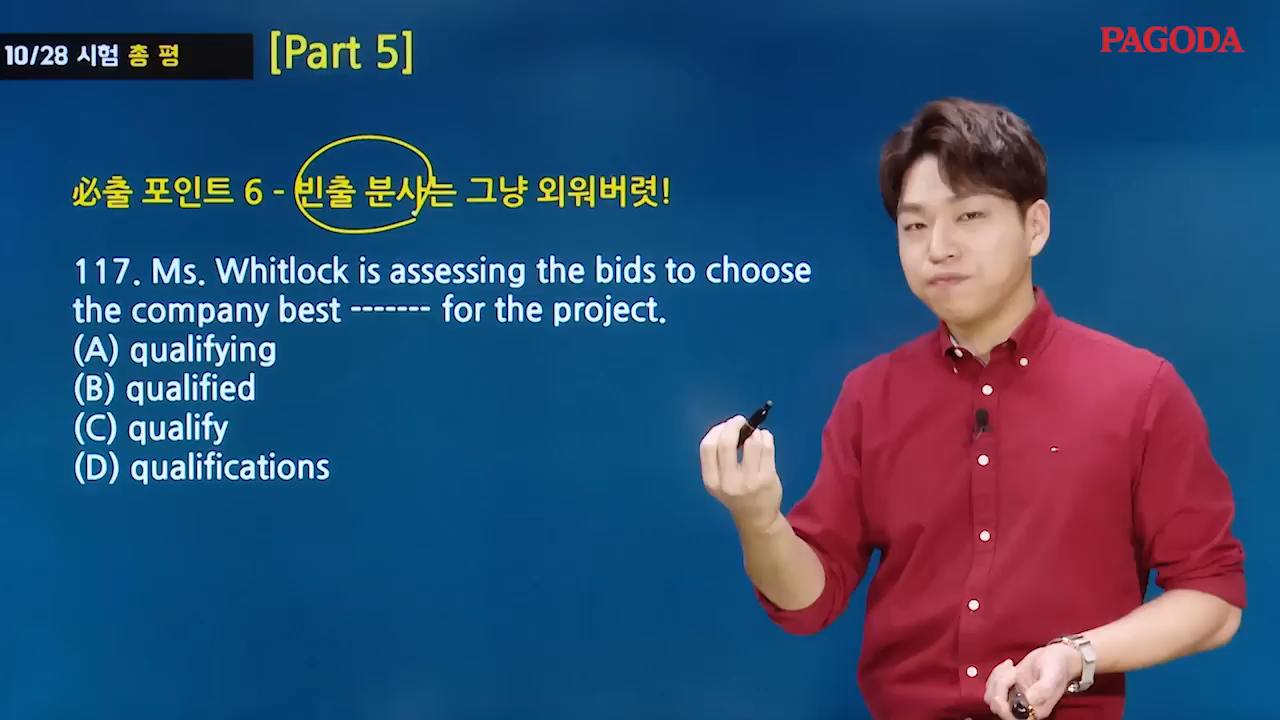 10/28 시험 총 평
[Part 5]
PAGODA
必출 포인트 6 - 빈출 분사는 그냥 외워버렷!
117. Ms. Whitlock is assessing the bids to choose
the company best ------- for the project.
(A) qualifying
(B) qualified
(C) qualify
(D) qualifications